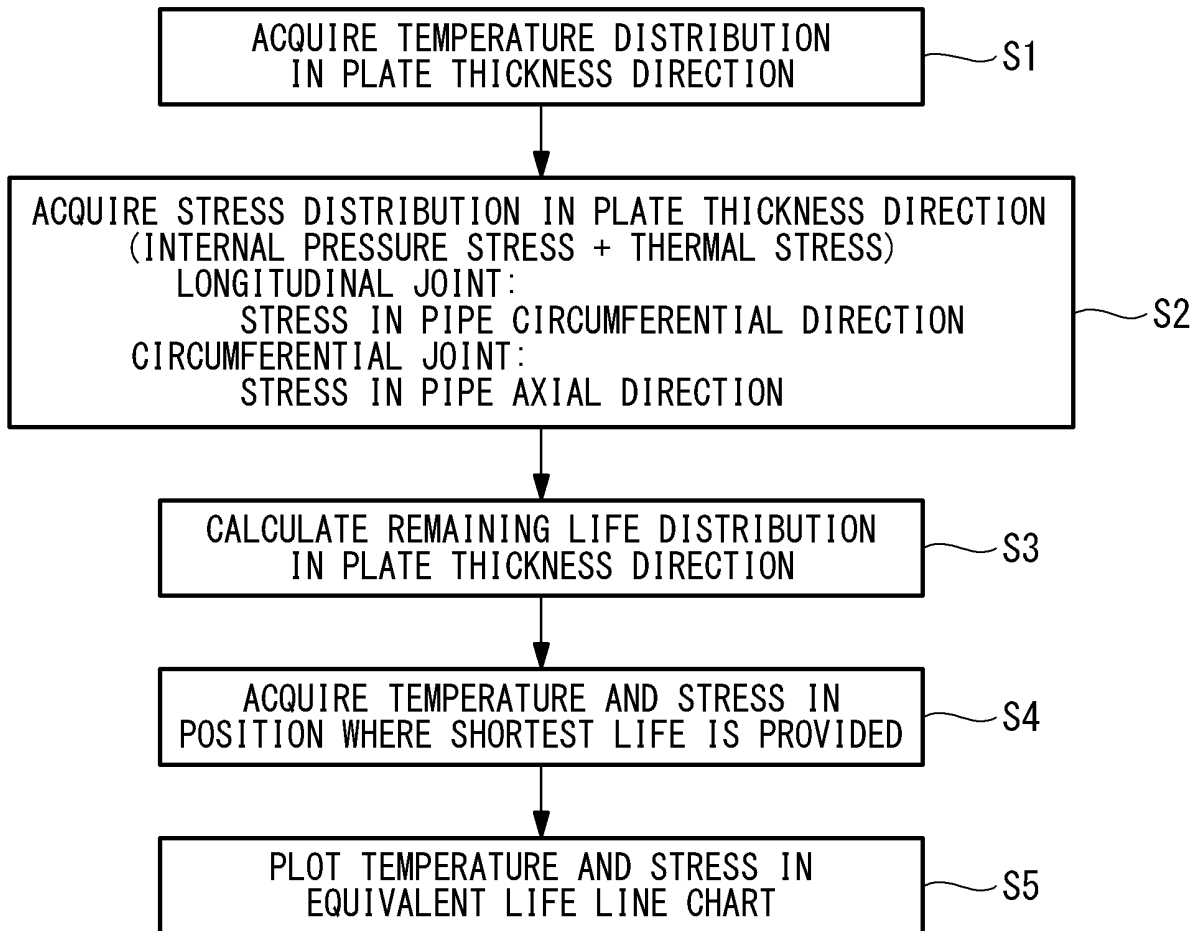 ACQUIRE TEMPERATURE DISTRIBUTION
IN PLATE THICKNESS DIRECTION
S1
ACQUIRE STRESS DISTRIBUTION IN PLATE THICKNESS DIRECTION
(INTERNAL PRESSURE STRESS + THERMAL STRESS)
LONGITUDINAL JOINT:
STRESS IN PIPE CIRCUMFERENTIAL DIRECTION
CIRCUMFERENTIAL JOINT:
STRESS IN PIPE AXIAL DIRECTION
S2
CALCULATE REMAINING LIFE DISTRIBUTION
IN PLATE THICKNESS DIRECTION
S3
ACQUIRE TEMPERATURE AND STRESS IN
POSITION WHERE SHORTEST LIFE IS PROVIDED
S4
PLOT TEMPERATURE AND STRESS IN
EQUIVALENT LIFE LINE CHART
S5